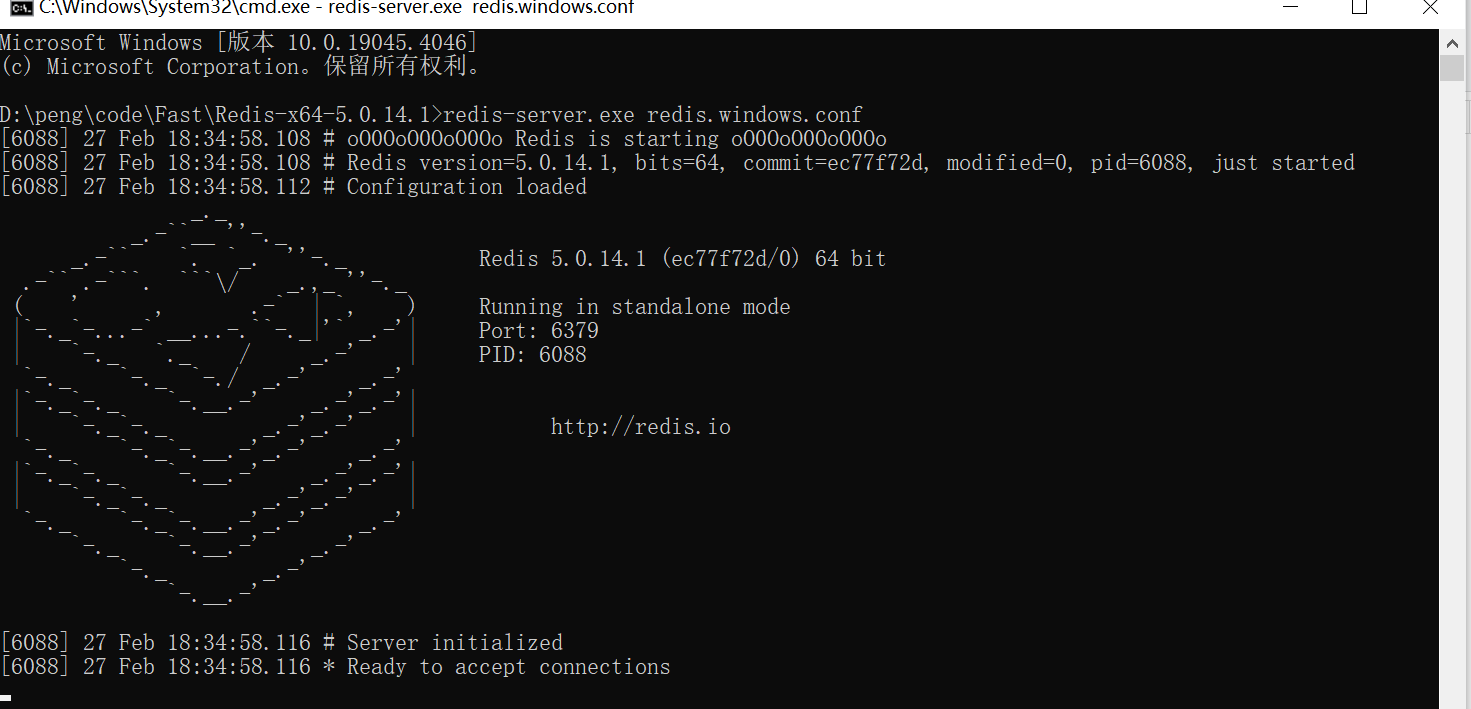 C:\Windows\System32\cmd.exe - redis-server.exe  redis.windows.conf
Microsoft Windows [版本 10.0.19045.4046]
(c) Microsoft Corporation。保留所有权利。
D:\peng\code\Fast\Redis-x64-5.0.14.1>redis-server.exe redis.windows.conf
[6088] 27 Feb 18:34:58.108 # oO0OoO0OoO0Oo Redis is starting oO0OoO0OoO0Oo
[6088] 27 Feb 18:34:58.108 # Redis version=5.0.14.1, bits=64, commit=ec77f72d, modified=0, pid=6088, just started
[6088] 27 Feb 18:34:58.112 # Configuration loaded
Redis 5.0.14.1 (ec77f72d/0) 64 bit
Running in standalone mode
Port: 6379
PID: 6088
http://redis.io
[6088] 27 Feb 18:34:58.116 # Server initialized
[6088] 27 Feb 18:34:58.116 * Ready to accept connections